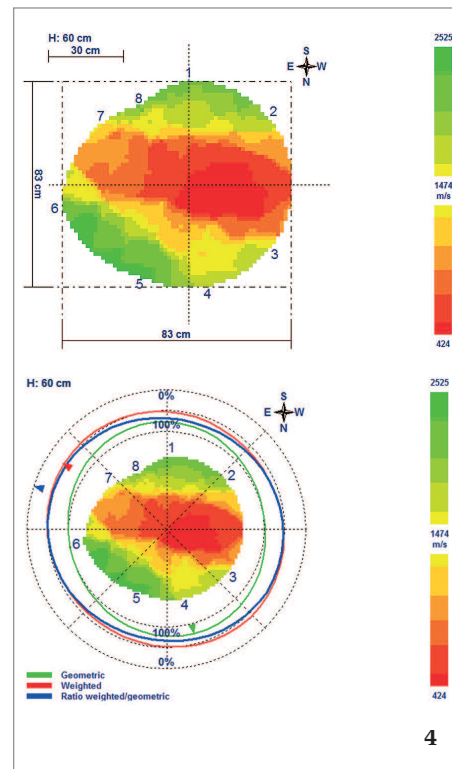 H: 60 cm
30 cm
S
E W
N
1
2
3
4
5
6
7
8
83 cm
83 cm
2525
1474
m/s
424
H: 60 cm
0%
100%
S
E W
N
1
2
3
4
5
6
7
8
100%
0%
2525
1474
m/s
424
Geometric
Weighted
Ratio weighted/geometric
4